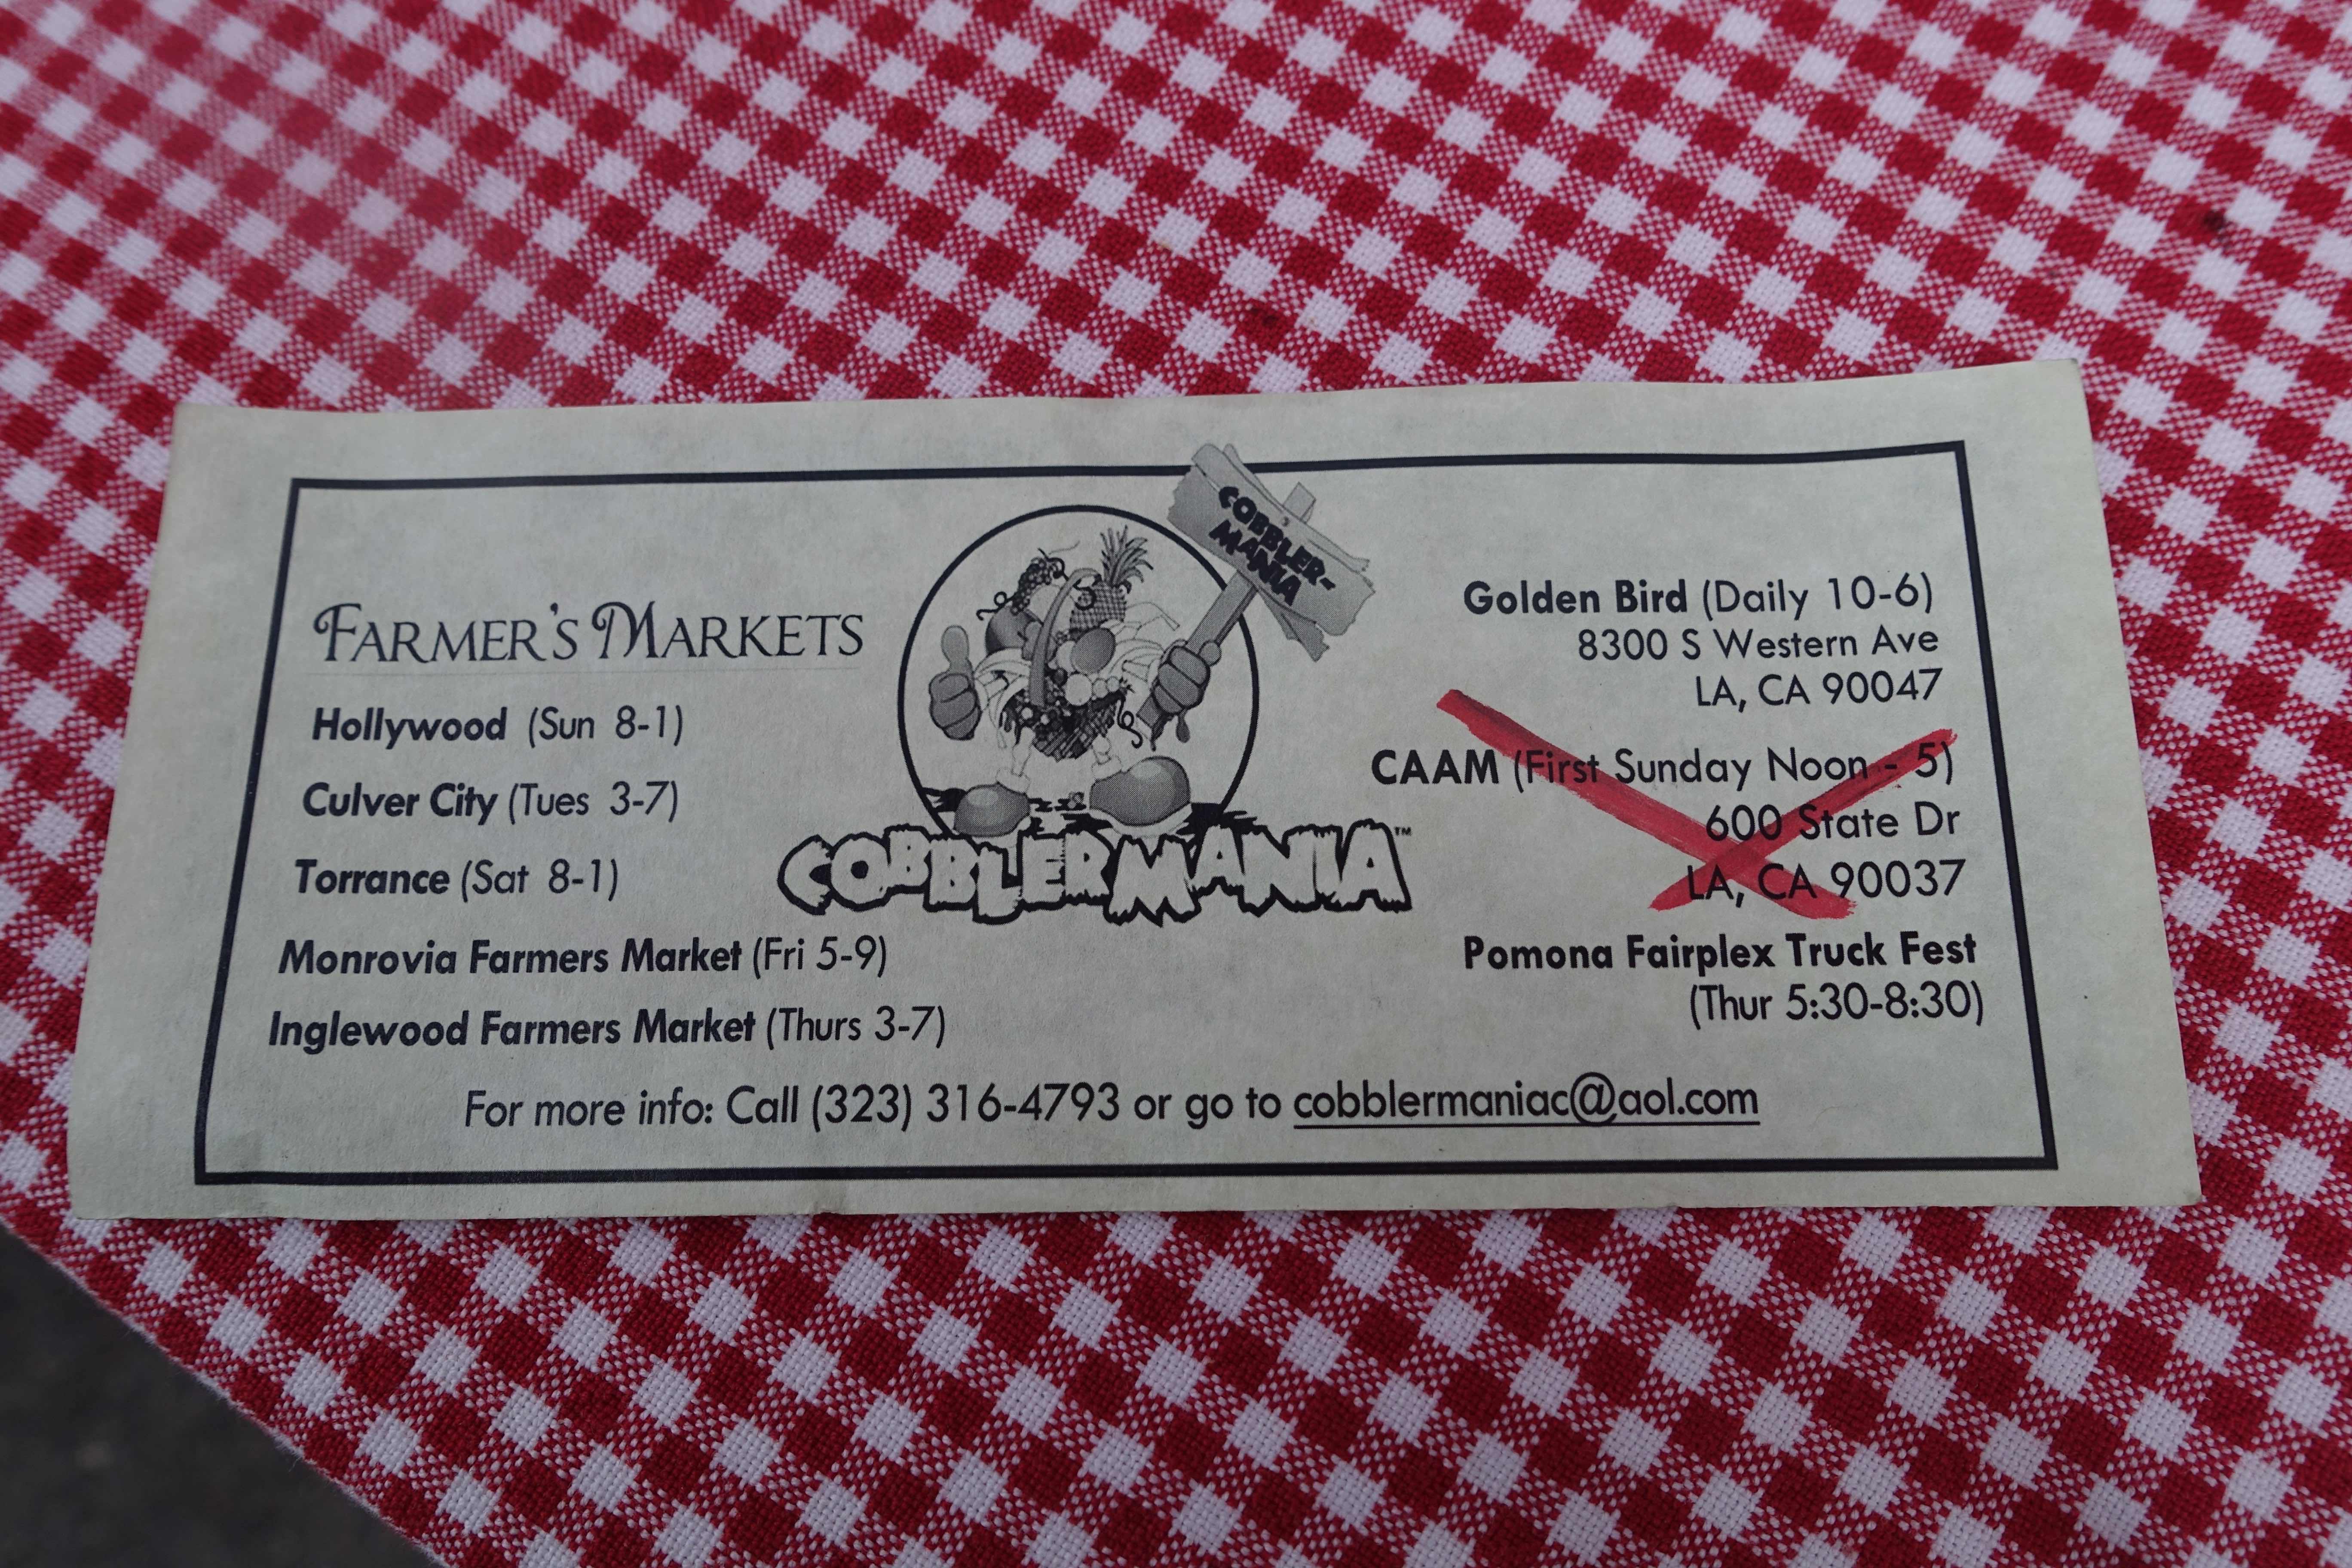 FARMER'S MARKETS
Hollywood (Sun 8-1)
Culver City (Tues 3-7)
Torrance (Sat 8-1)
Monrovia Farmers Market (Fri 5-9)
Inglewood Farmers Market (Thurs 3-7)
COBBLER-
MANIA
COBBLERMANIA™
Golden Bird (Daily 10-6)
8300 S Western Ave
LA, CA 90047
CAAM (First Sunday Noon - 5)
600 State Dr
LA, CA 90037
Pomona Fairplex Truck Fest
(Thur 5:30-8:30)
For more info: Call (323) 316-4793 or go to cobblermaniac@aol.com